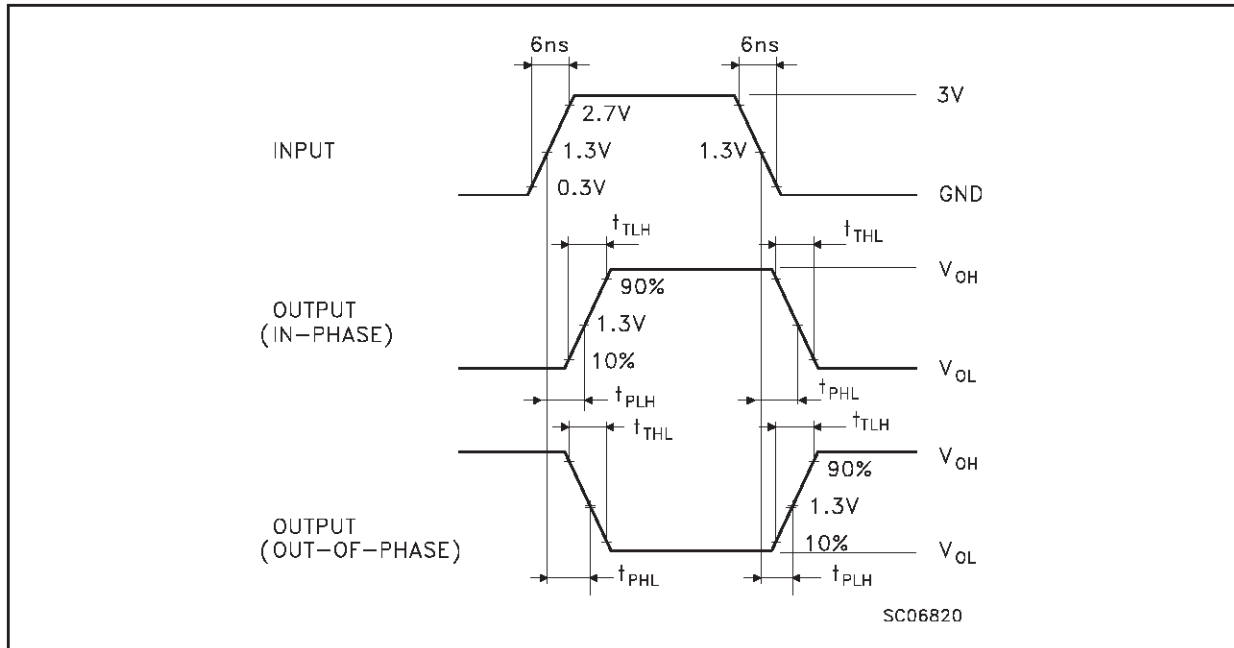 6ns 6ns
3V
2.7V
INPUT 1.3V 1.3V
0.3V GND
tTLH tTHL
VOH
90%
OUTPUT
(IN-PHASE)
1.3V
10%
VOL
tPLH tPHL
tTHL tTLH
VOH
90%
OUTPUT
(OUT-OF-PHASE)
1.3V
10%
VOL
tPHL tPLH
SC06820